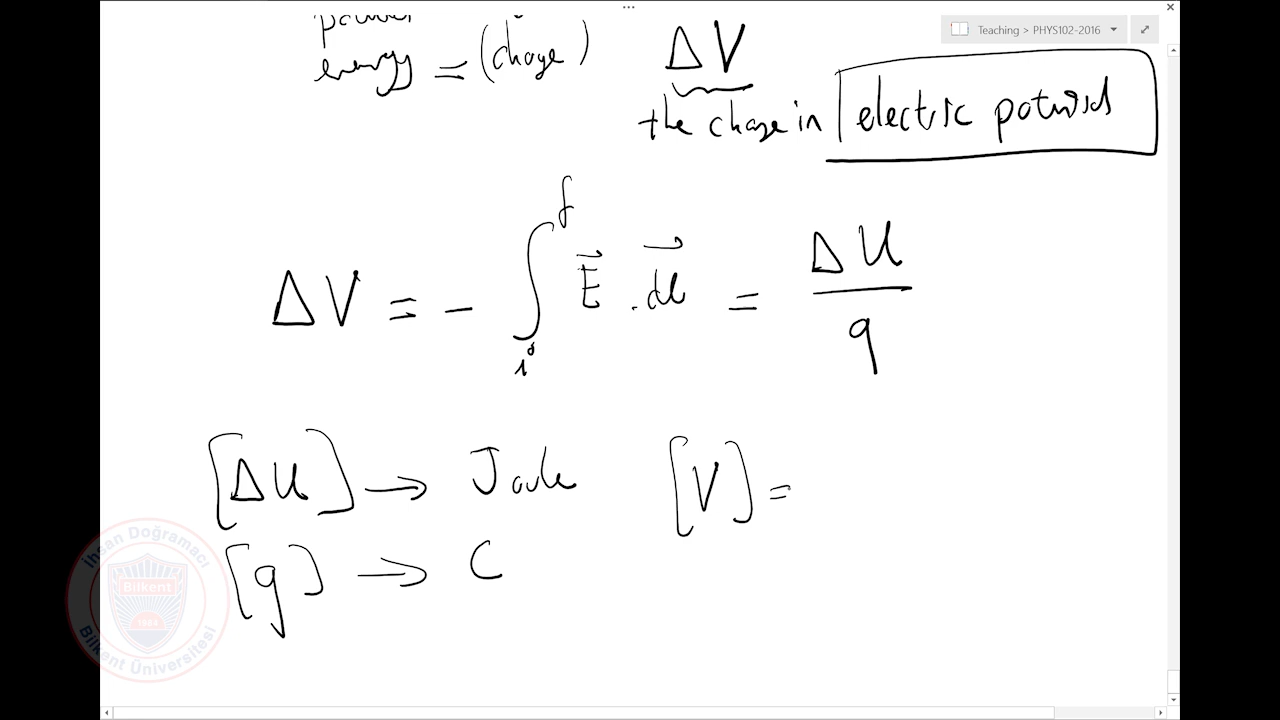 Teaching > PHYS102-2016
energy = (charge) ΔV
the change in electric potential
ΔV = - ∫ᵢᶠ E⃗ . dl⃗ = ΔU / q
[ΔU] → Joule [V] =
[q] → C
İhsan Doğramacı
Bilkent
1984
Bilkent Üniversitesi